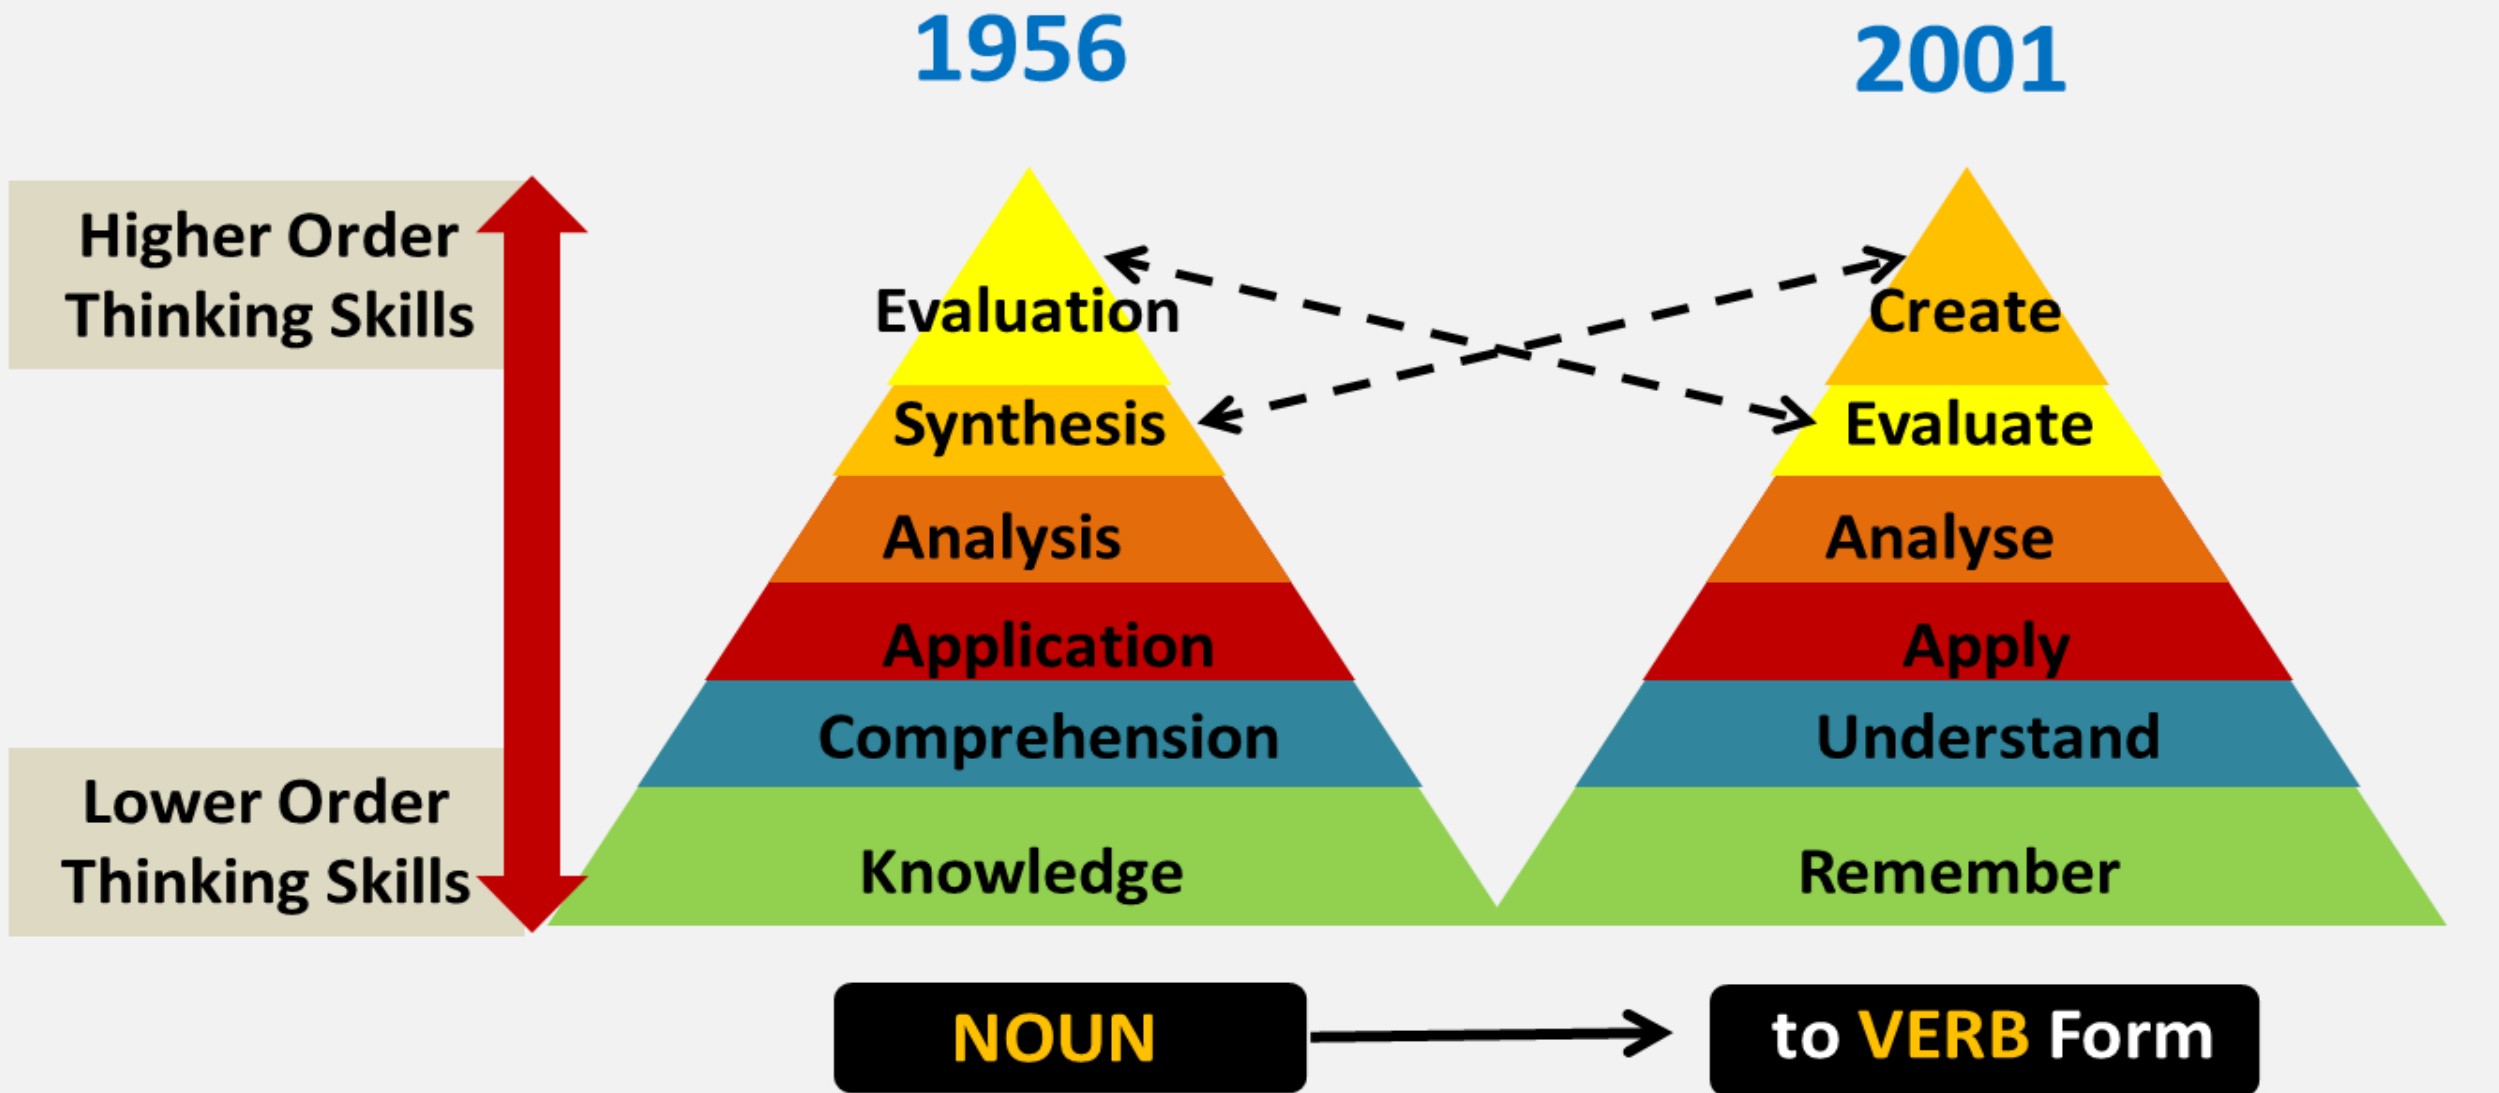 1956
2001
Higher Order
Thinking Skills
Evaluation
Create
Synthesis
Evaluate
Analysis
Analyse
Application
Apply
Comprehension
Understand
Lower Order
Thinking Skills
Knowledge
Remember
NOUN
to VERB Form